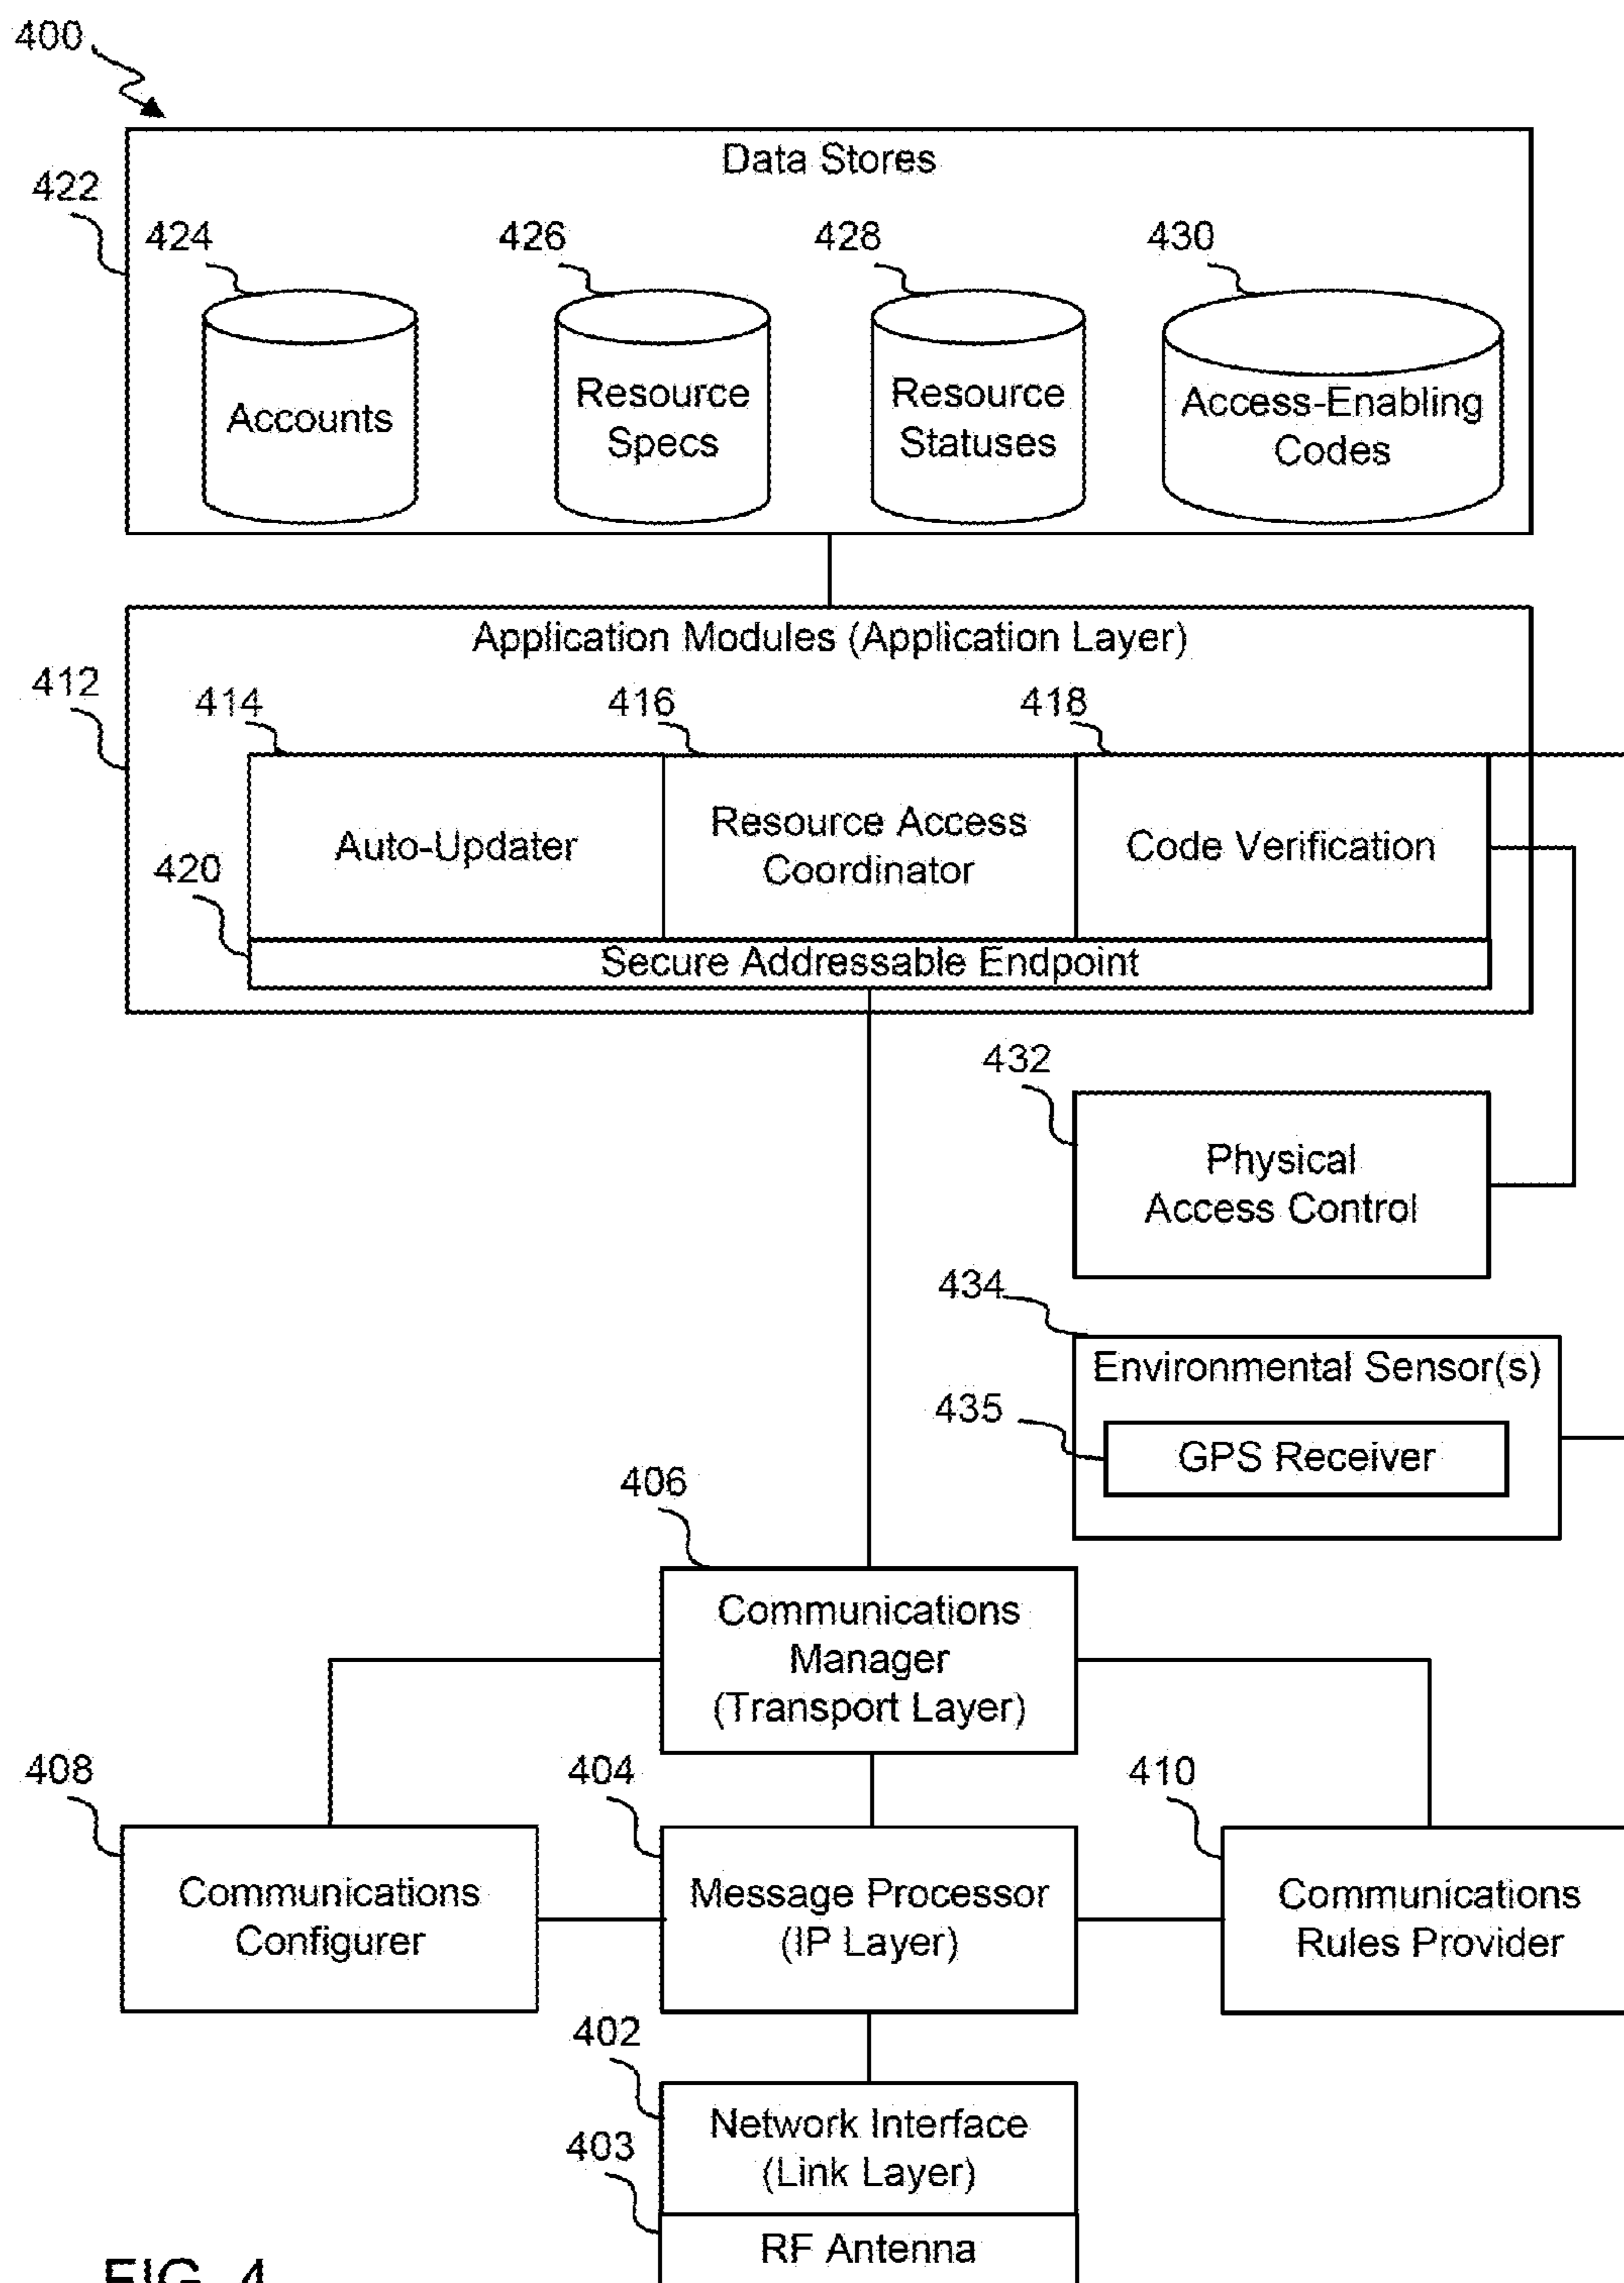 400
Data Stores
422
424
426
428
430
Accounts
Resource
Specs
Resource
Statuses
Access-Enabling
Codes
Application Modules (Application Layer)
412
414
416
418
Auto-Updater
Resource Access
Coordinator
Code Verification
420
Secure Addressable Endpoint
432
Physical
Access Control
434
Environmental Sensor(s)
435
GPS Receiver
406
Communications
Manager
(Transport Layer)
408
404
410
Communications
Configurer
Message Processor
(IP Layer)
Communications
Rules Provider
402
Network Interface
(Link Layer)
403
RF Antenna
FIG. 4